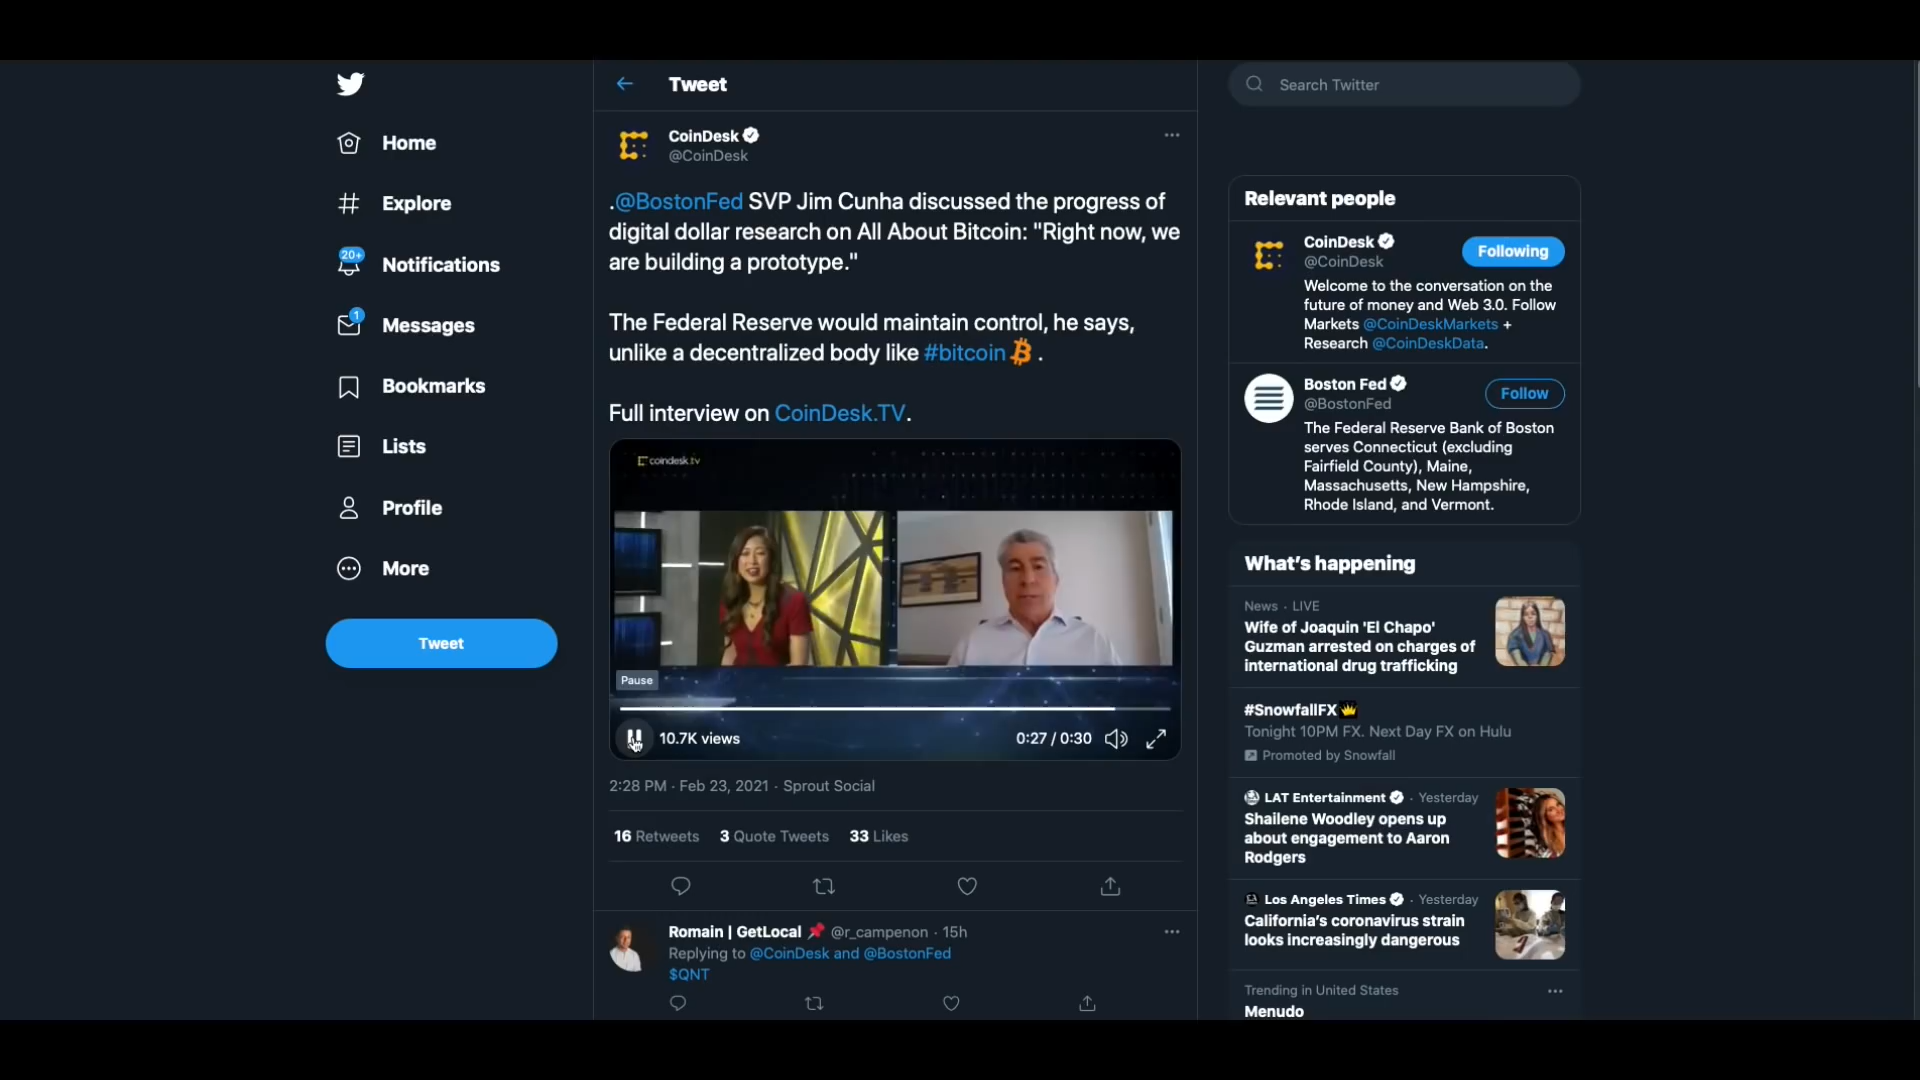 Home
Explore
20+
Notifications
1
Messages
Bookmarks
Lists
Profile
More
Tweet
Tweet
CoinDesk
@CoinDesk
.@BostonFed SVP Jim Cunha discussed the progress of
digital dollar research on All About Bitcoin: "Right now, we
are building a prototype."
The Federal Reserve would maintain control, he says,
unlike a decentralized body like #bitcoin .
Full interview on CoinDesk.TV.
coindesk.tv
Pause
10.7K views
0:27 / 0:30
2:28 PM · Feb 23, 2021 · Sprout Social
16 Retweets 3 Quote Tweets 33 Likes
Romain | GetLocal @r_campenon · 15h
Replying to @CoinDesk and @BostonFed
$QNT
Search Twitter
Relevant people
CoinDesk
@CoinDesk
Following
Welcome to the conversation on the
future of money and Web 3.0. Follow
Markets @CoinDeskMarkets +
Research @CoinDeskData.
Boston Fed
@BostonFed
Follow
The Federal Reserve Bank of Boston
serves Connecticut (excluding
Fairfield County), Maine,
Massachusetts, New Hampshire,
Rhode Island, and Vermont.
What's happening
News · LIVE
Wife of Joaquin 'El Chapo'
Guzman arrested on charges of
international drug trafficking
#SnowfallFX
Tonight 10PM FX. Next Day FX on Hulu
Promoted by Snowfall
LAT Entertainment · Yesterday
Shailene Woodley opens up
about engagement to Aaron
Rodgers
Los Angeles Times · Yesterday
California's coronavirus strain
looks increasingly dangerous
Trending in United States
Menudo